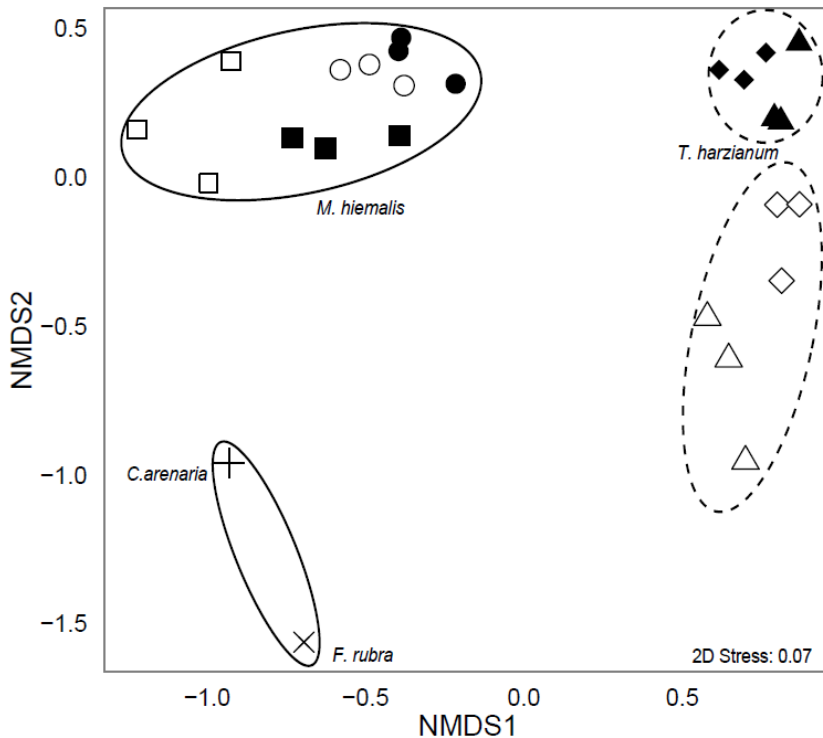 0.5
0.0
−0.5
−1.0
−1.5
NMDS2
T. harzianum
M. hiemalis
C.arenaria
F. rubra
2D Stress: 0.07
−1.0 −0.5 0.0 0.5
NMDS1